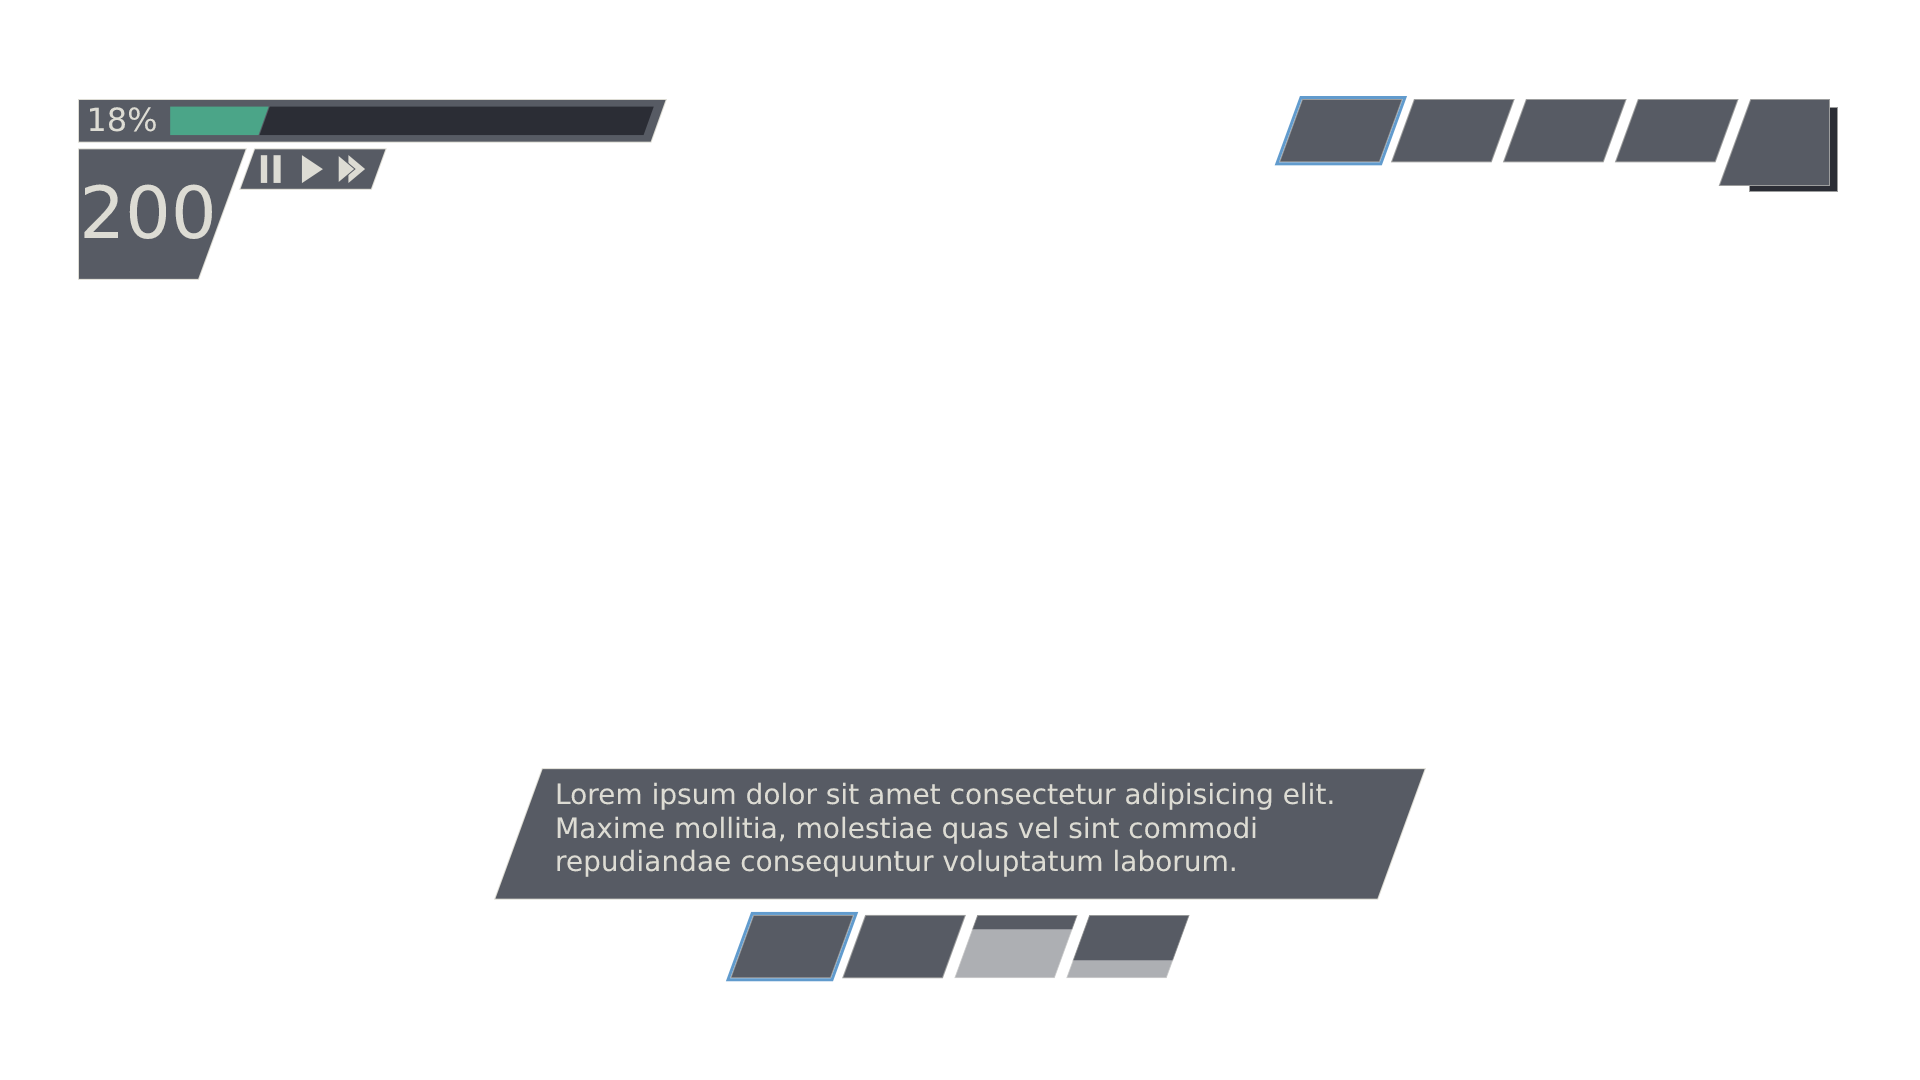 18%
200
Lorem ipsum dolor sit amet consectetur adipisicing elit.
Maxime mollitia, molestiae quas vel sint commodi
repudiandae consequuntur voluptatum laborum.